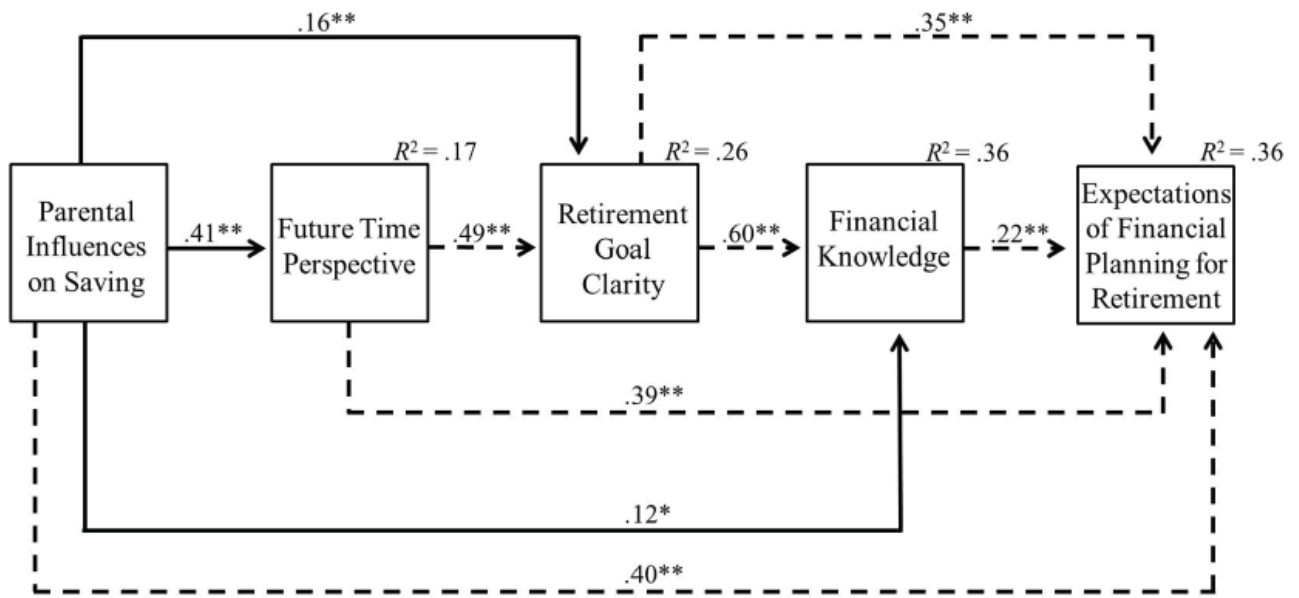 .16**
.35**
R² = .17
R² = .26
R² = .36
R² = .36
Parental
Influences
on Saving
.41**
Future Time
Perspective
.49**
Retirement
Goal
Clarity
.60**
Financial
Knowledge
.22**
Expectations
of Financial
Planning for
Retirement
.39**
.12*
.40**